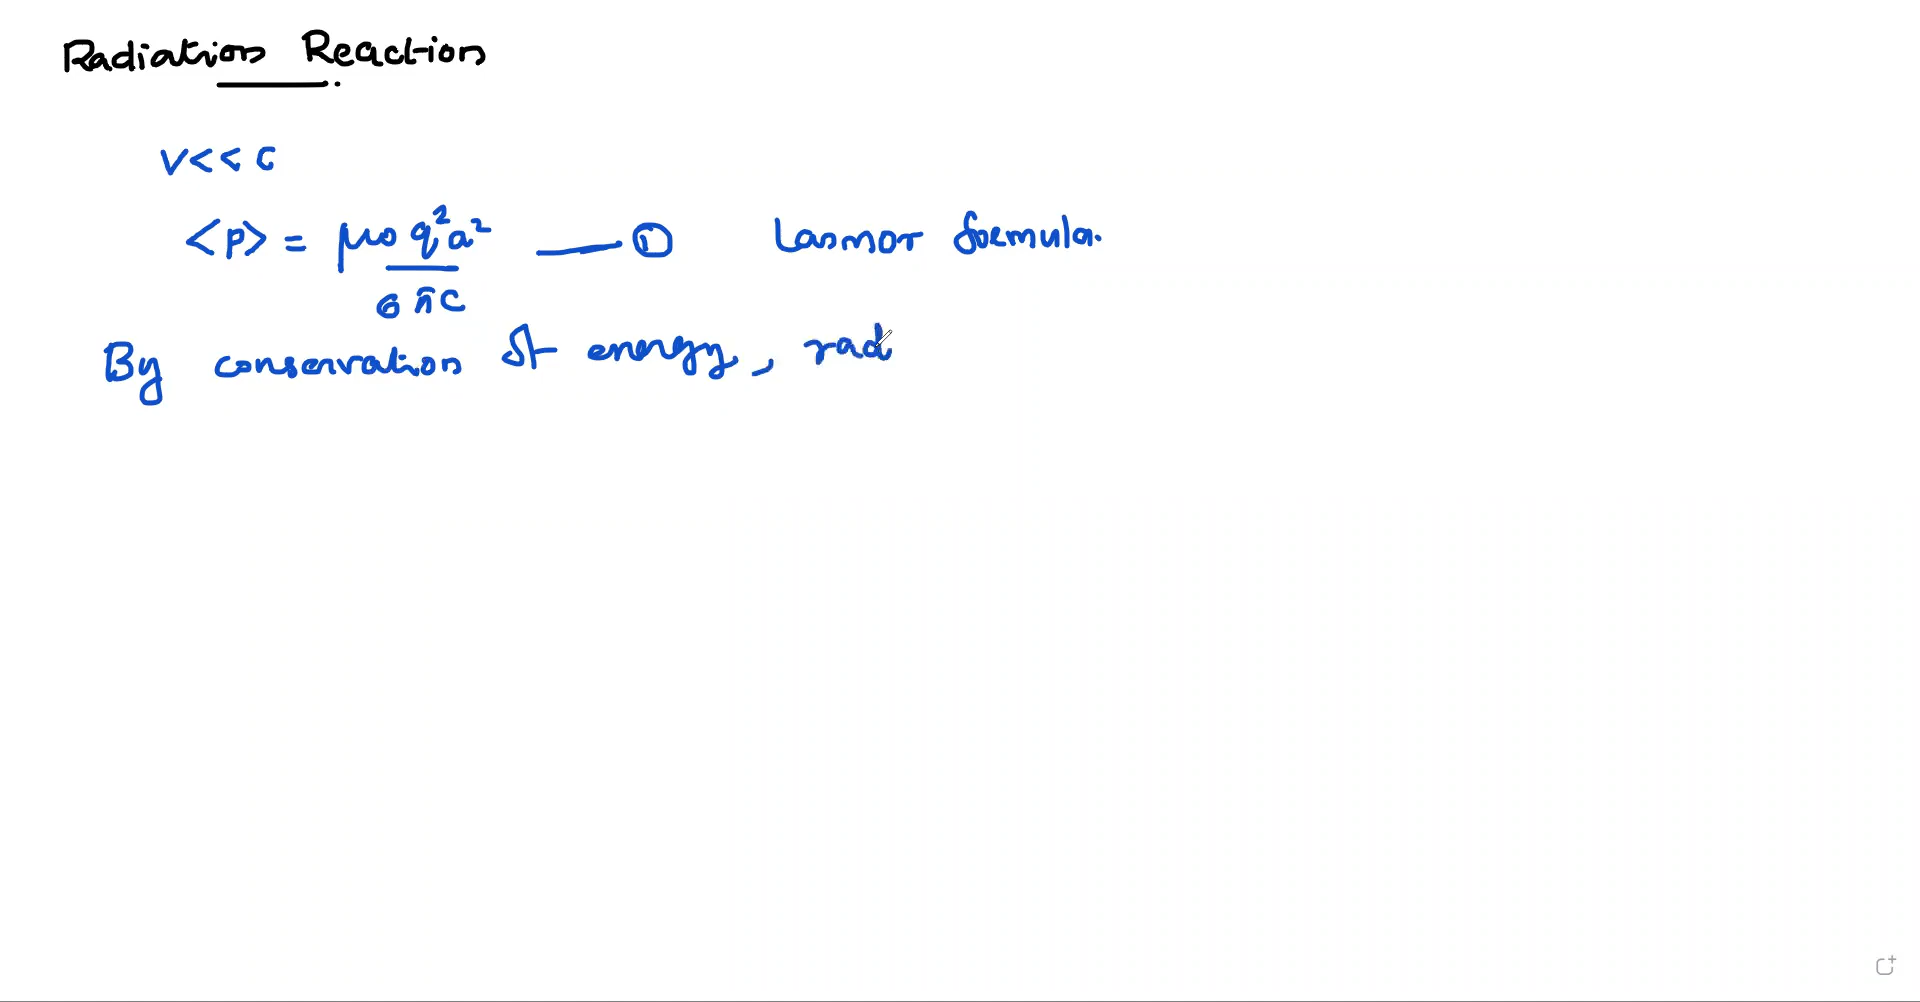 Radiation Reaction
v<< c
<P> = μ₀ q²a² / 6πc —— ① Larmor formula.
By conservation of energy, rad